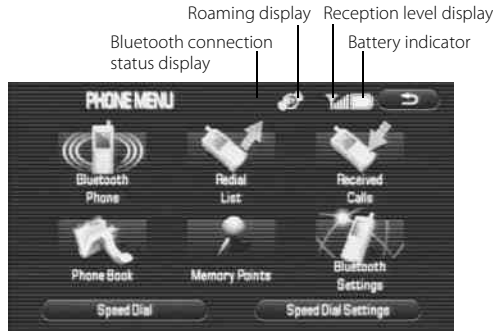 Roaming display Reception level display
Bluetooth connection
status display
Battery indicator
PHONE MENU
Bluetooth
Phone
Redial
List
Received
Calls
Phone Book
Memory Points
Bluetooth
Settings
Speed Dial
Speed Dial Settings